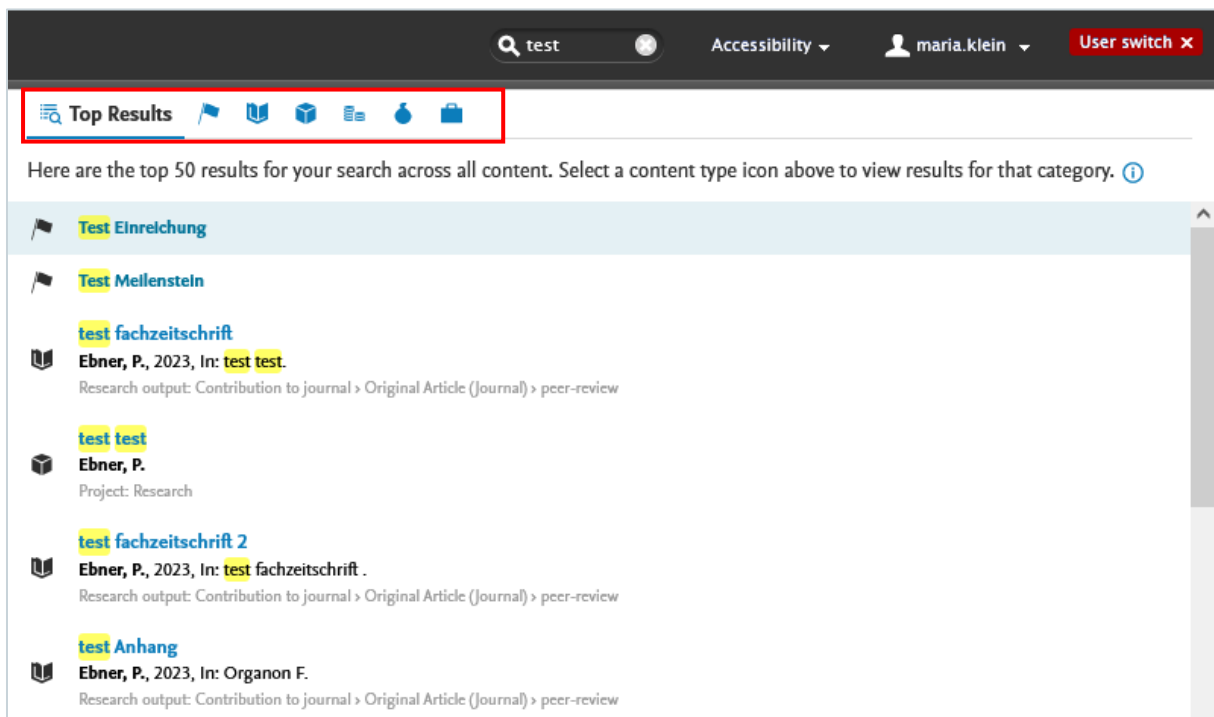 test
Accessibility
maria.klein
User switch ×
Top Results
Here are the top 50 results for your search across all content. Select a content type icon above to view results for that category.
Test Einreichung
Test Meilenstein
test fachzeitschrift
Ebner, P., 2023, In: test test.
Research output: Contribution to journal › Original Article (Journal) › peer-review
test test
Ebner, P.
Project: Research
test fachzeitschrift 2
Ebner, P., 2023, In: test fachzeitschrift .
Research output: Contribution to journal › Original Article (Journal) › peer-review
test Anhang
Ebner, P., 2023, In: Organon F.
Research output: Contribution to journal › Original Article (Journal) › peer-review